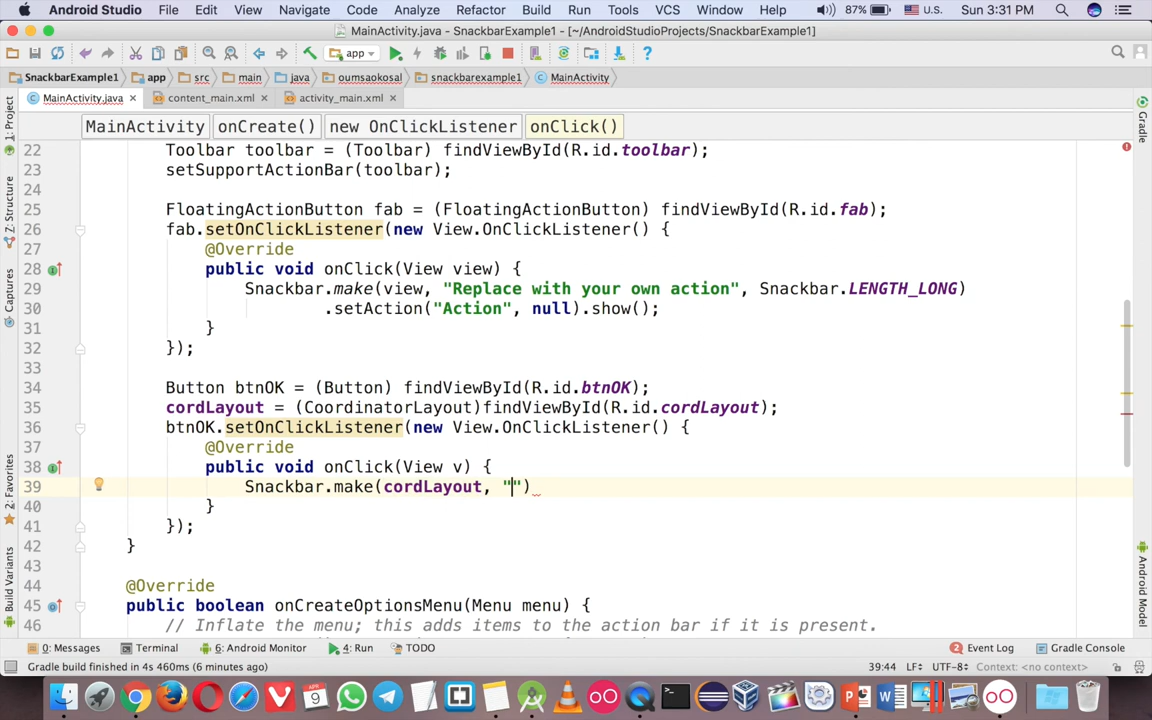 Android Studio File Edit View Navigate Code Analyze Refactor Build Run Tools VCS Window Help 87% U.S. Sun 3:31 PM
MainActivity.java - SnackbarExample1 - [~/AndroidStudioProjects/SnackbarExample1]
app
SnackbarExample1 app src main java oumsaokosal snackbarexample1 MainActivity
MainActivity.java content_main.xml activity_main.xml
MainActivity onCreate() new OnClickListener onClick()
22 Toolbar toolbar = (Toolbar) findViewById(R.id.toolbar);
23 setSupportActionBar(toolbar);
24
25 FloatingActionButton fab = (FloatingActionButton) findViewById(R.id.fab);
26 fab.setOnClickListener(new View.OnClickListener() {
27 @Override
28 public void onClick(View view) {
29 Snackbar.make(view, "Replace with your own action", Snackbar.LENGTH_LONG)
30 .setAction("Action", null).show();
31 }
32 });
33
34 Button btnOK = (Button) findViewById(R.id.btnOK);
35 cordLayout = (CoordinatorLayout)findViewById(R.id.cordLayout);
36 btnOK.setOnClickListener(new View.OnClickListener() {
37 @Override
38 public void onClick(View v) {
39 Snackbar.make(cordLayout, "")
40 }
41 });
42 }
43
44 @Override
45 public boolean onCreateOptionsMenu(Menu menu) {
46 // Inflate the menu; this adds items to the action bar if it is present.
1: Project
7: Structure
Captures
2: Favorites
Build Variants
Gradle
Android Model
0: Messages Terminal 6: Android Monitor 4: Run TODO 2 Event Log Gradle Console
Gradle build finished in 4s 460ms (6 minutes ago) 39:44 LF÷ UTF-8÷ Context: <no context>
APR
9